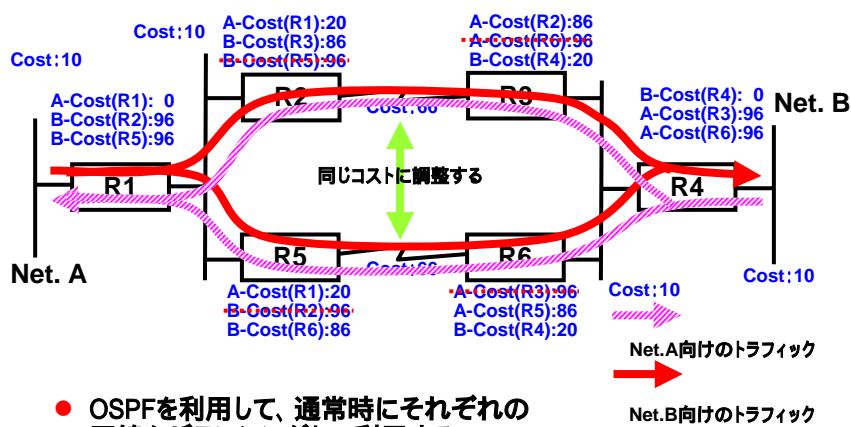 Cost:10
Cost:10
A-Cost(R1):20
B-Cost(R3):86
B-Cost(R5):96
A-Cost(R2):86
A-Cost(R6):96
B-Cost(R4):20
A-Cost(R1): 0
B-Cost(R2):96
B-Cost(R5):96
B-Cost(R4): 0
A-Cost(R3):96
A-Cost(R6):96
Net. B
R2
R3
Cost:66
同じコストに調整する
R1
R4
R5
R6
Cost:66
Net. A
A-Cost(R1):20
B-Cost(R2):96
B-Cost(R6):86
A-Cost(R3):96
A-Cost(R5):86
B-Cost(R4):20
Cost:10
Cost:10
Net.A向けのトラフィック
Net.B向けのトラフィック
● OSPFを利用して、通常時にそれぞれの